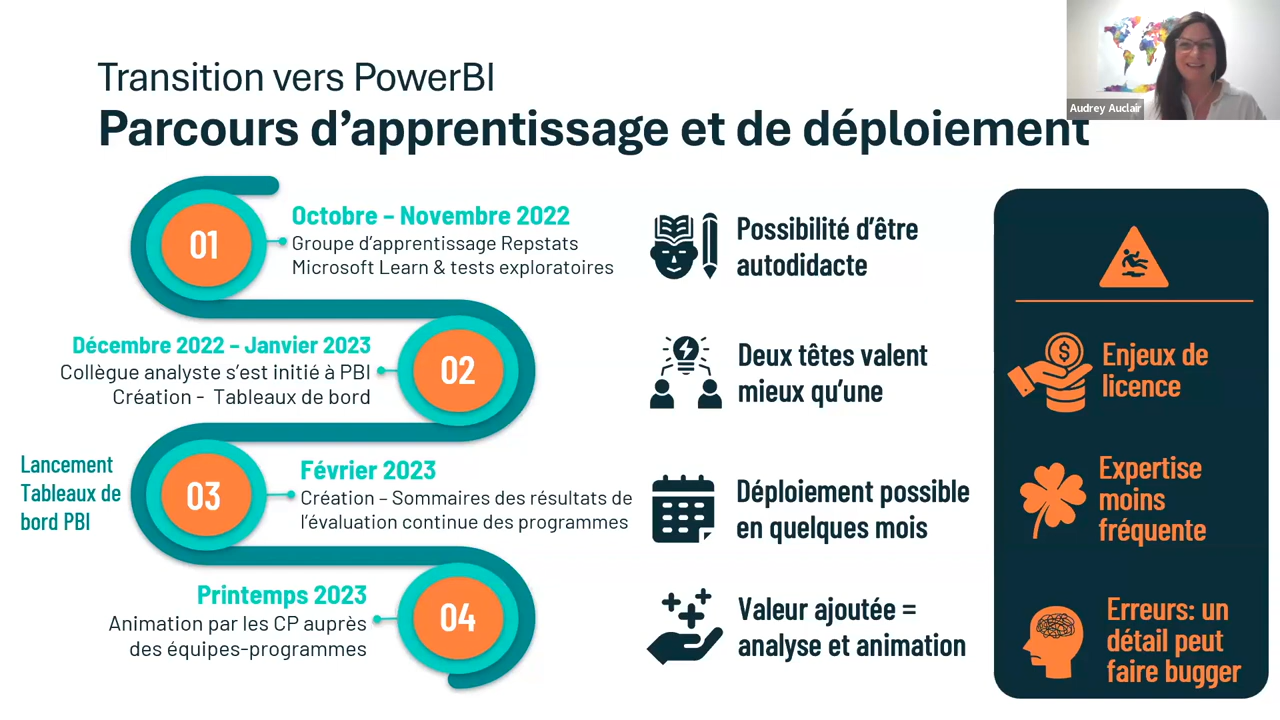 Transition vers PowerBI
Parcours d’apprentissage et de déploiement
Audrey Auclair
01
Octobre – Novembre 2022
Groupe d’apprentissage Repstats
Microsoft Learn & tests exploratoires
Décembre 2022 – Janvier 2023
Collègue analyste s’est initié à PBI
Création - Tableaux de bord
02
Lancement
Tableaux de
bord PBI
03
Février 2023
Création – Sommaires des résultats de
l’évaluation continue des programmes
Printemps 2023
Animation par les CP auprès
des équipes-programmes
04
Possibilité d’être
autodidacte
Deux têtes valent
mieux qu’une
Déploiement possible
en quelques mois
Valeur ajoutée =
analyse et animation
Enjeux de
licence
Expertise
moins
fréquente
Erreurs: un
détail peut
faire bugger